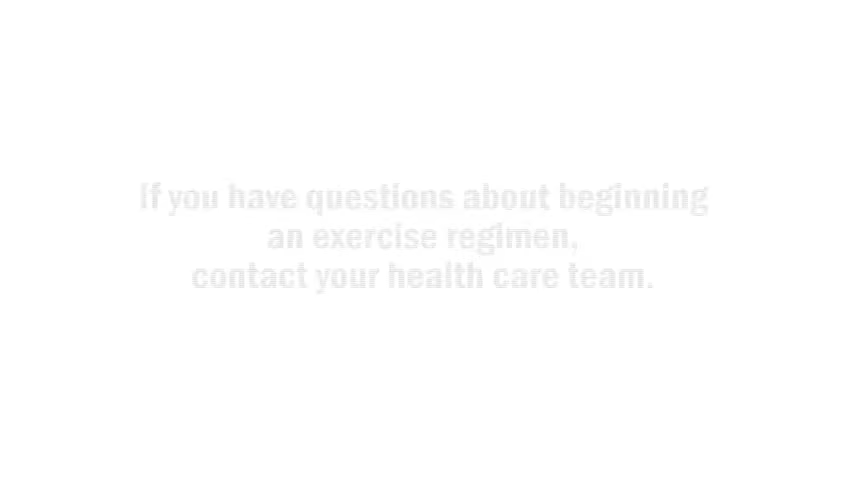 If you have questions about beginning
an exercise regimen,
contact your health care team.